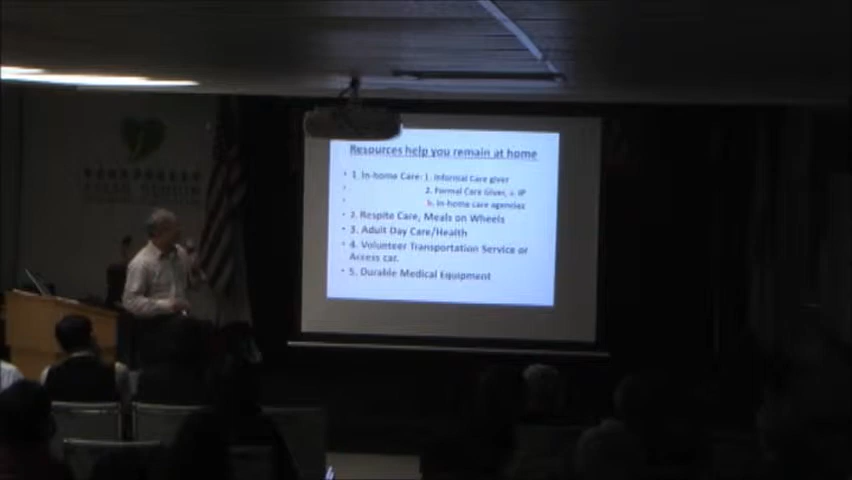 Resources help you remain at home
• 1. In-home Care: 1. Informal Care giver
• 2. Formal Care Giver, a. IP
• b. In-home care agencies
• 2. Respite Care, Meals on Wheels
• 3. Adult Day Care/Health
• 4. Volunteer Transportation Service or
Access car.
• 5. Durable Medical Equipment